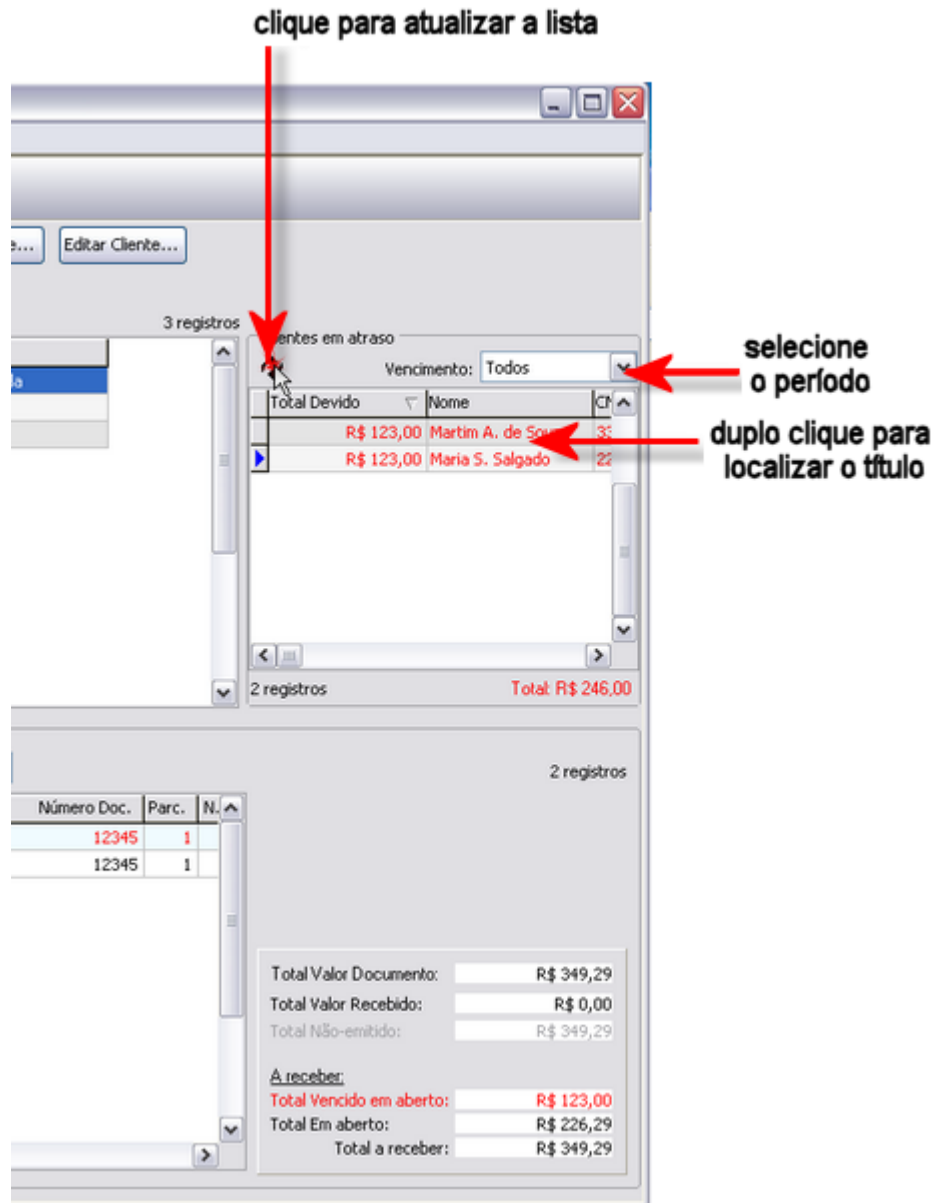 clique para atualizar a lista
e... Editar Cliente...
3 registros
entes em atraso
Vencimento: Todos
selecione
o período
Total Devido Nome
R$ 123,00 Martim A. de Sou 33
R$ 123,00 Maria S. Salgado 22
duplo clique para
localizar o título
da
2 registros Total: R$ 246,00
2 registros
Número Doc. Parc. N.
12345 1
12345 1
Total Valor Documento: R$ 349,29
Total Valor Recebido: R$ 0,00
Total Não-emitido: R$ 349,29
A receber:
Total Vencido em aberto: R$ 123,00
Total Em aberto: R$ 226,29
Total a receber: R$ 349,29